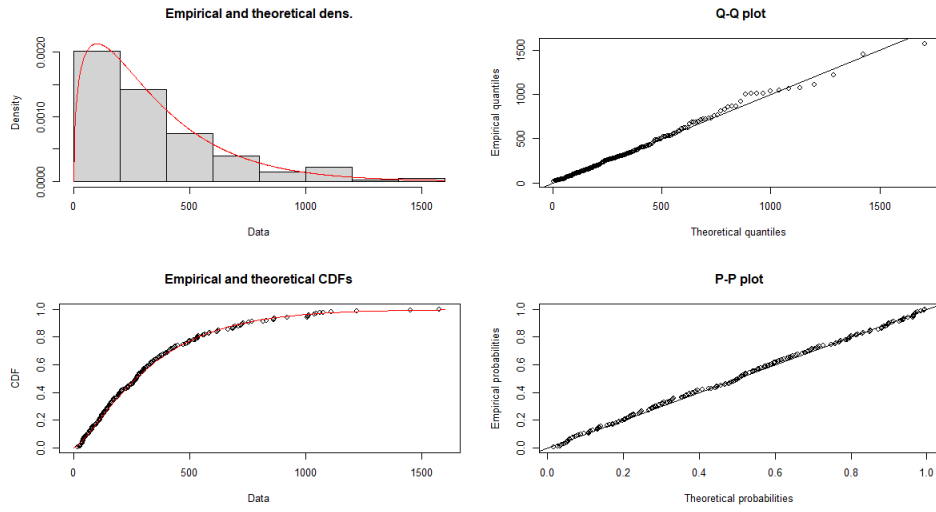 Empirical and theoretical dens.
Density
0.0000 0.0010 0.0020
0 500 1000 1500
Data
Q-Q plot
Empirical quantiles
0 500 1000 1500
0 500 1000 1500
Theoretical quantiles
Empirical and theoretical CDFs
CDF
0.0 0.2 0.4 0.6 0.8 1.0
0 500 1000 1500
Data
P-P plot
Empirical probabilities
0.0 0.2 0.4 0.6 0.8 1.0
0.0 0.2 0.4 0.6 0.8 1.0
Theoretical probabilities